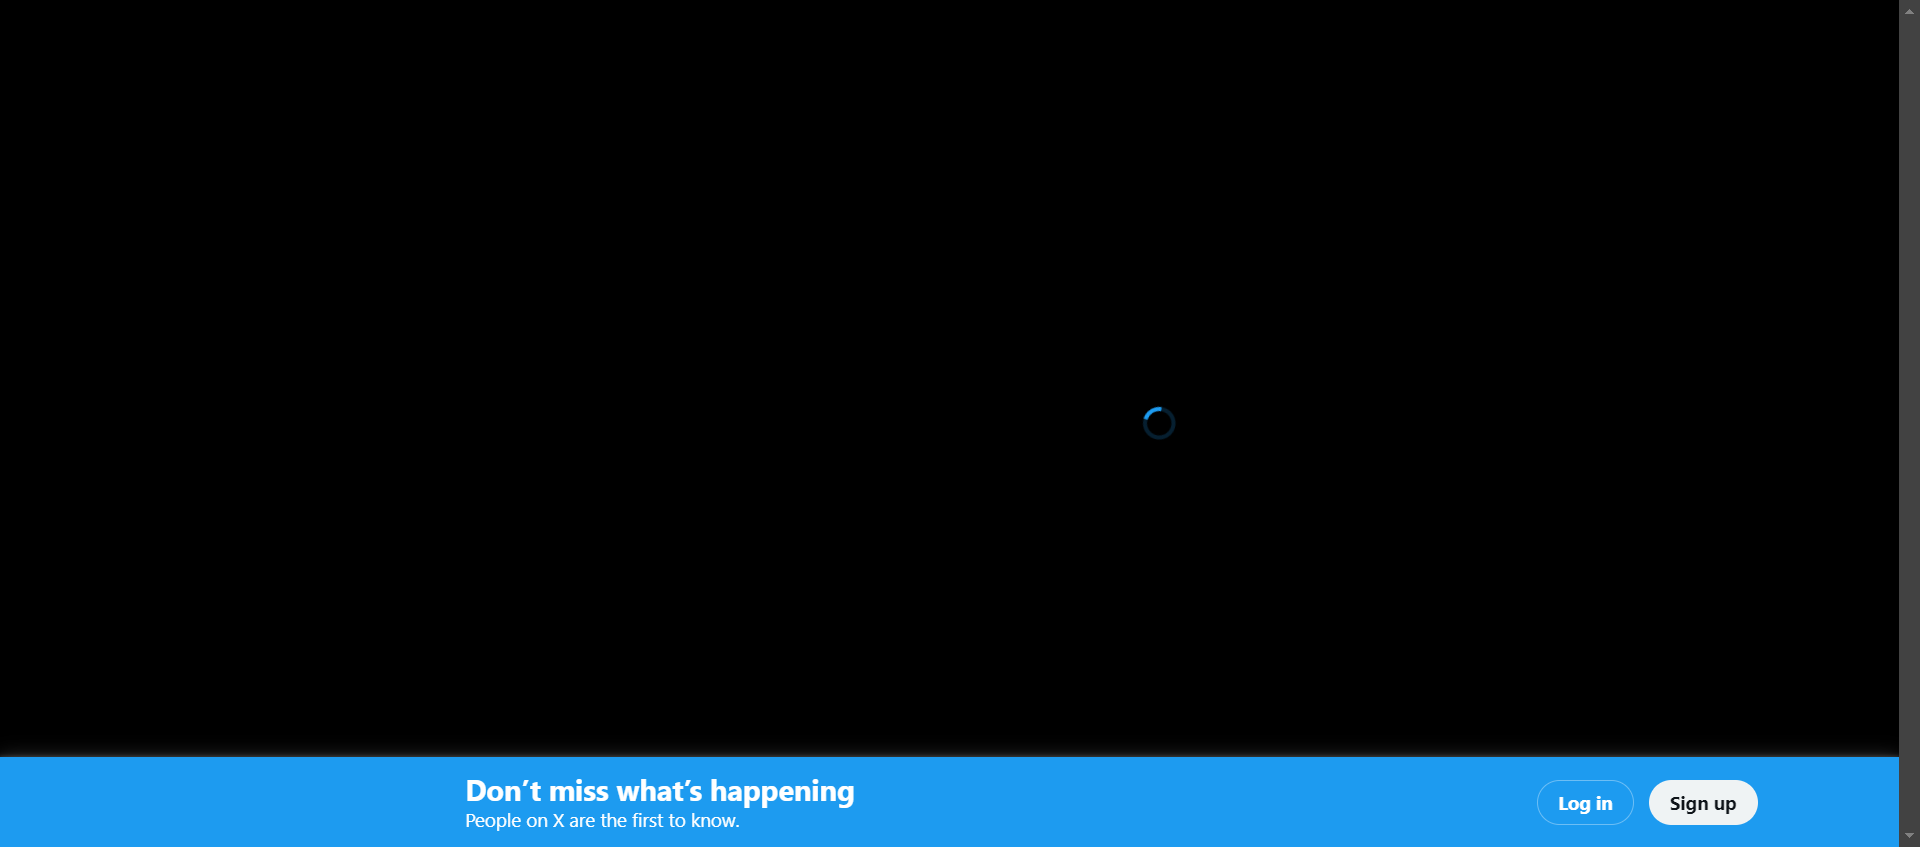 Don’t miss what’s happening
People on X are the first to know.
Log in
Sign up